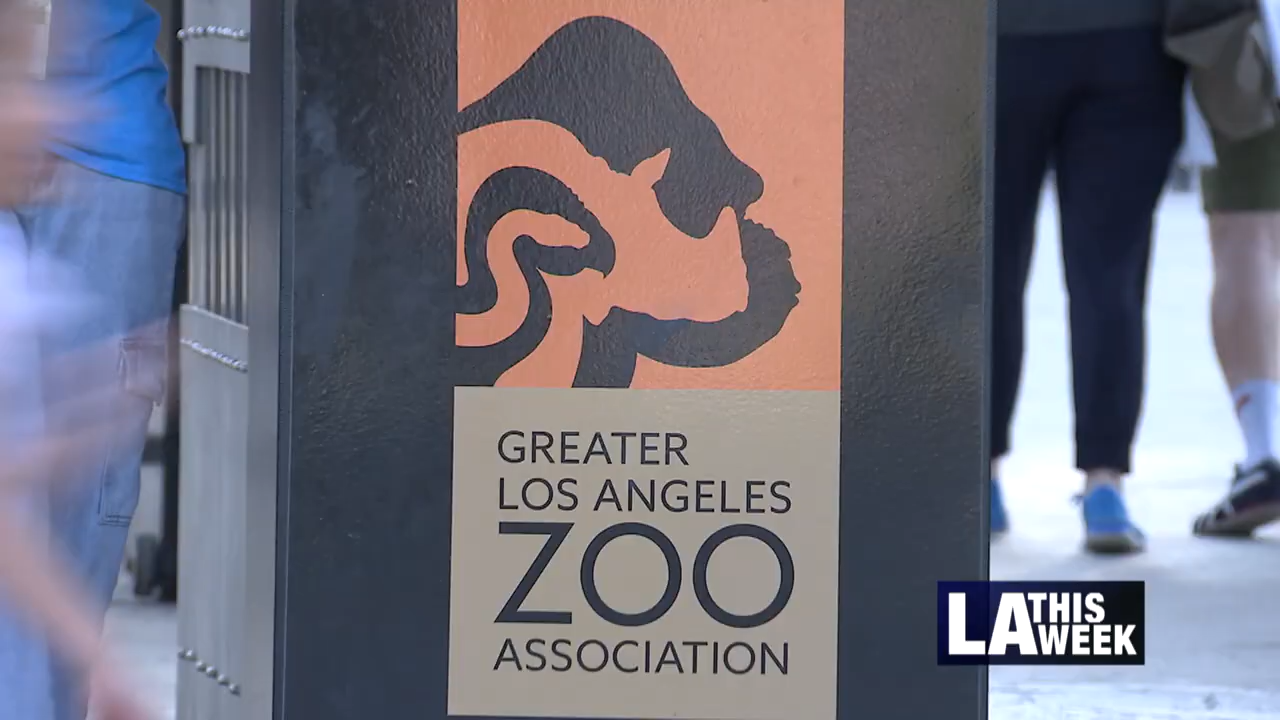 GREATER
LOS ANGELES
ZOO
ASSOCIATION
LA THIS
WEEK